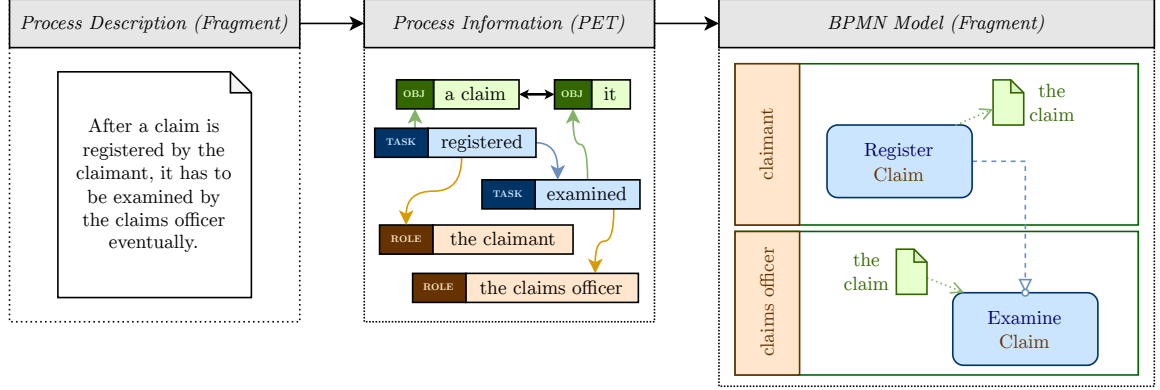 Process Description (Fragment)
Process Information (PET)
BPMN Model (Fragment)
After a claim is
registered by the
claimant, it has to
be examined by
the claims officer
eventually.
OBJ a claim
OBJ it
TASK registered
TASK examined
ROLE the claimant
ROLE the claims officer
claimant
the
claim
Register
Claim
claims officer
the
claim
Examine
Claim